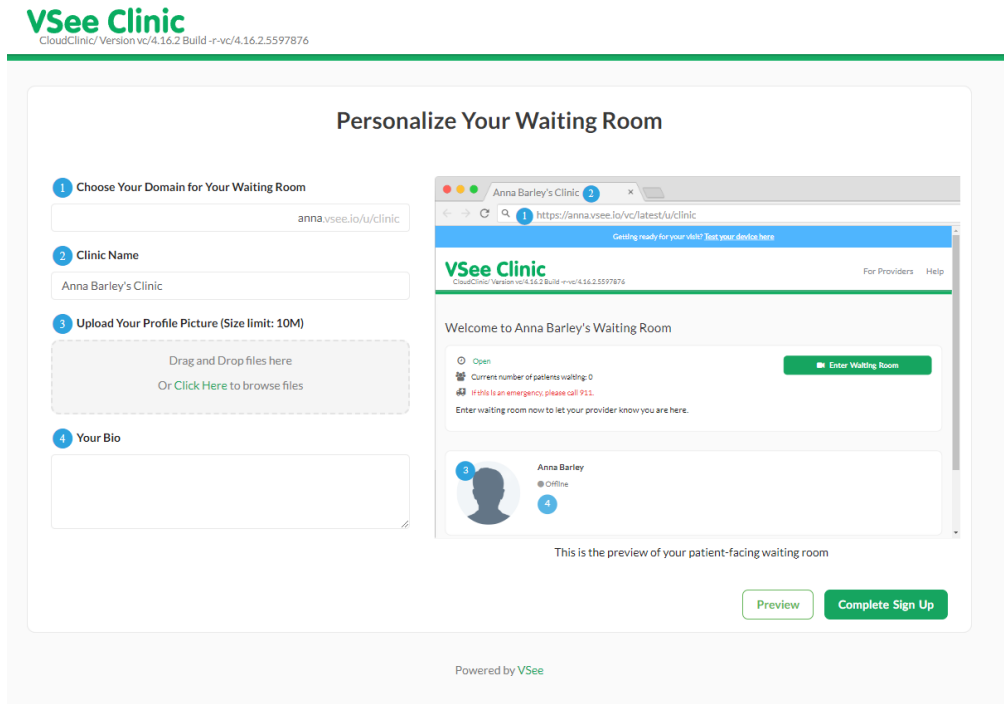 VSee Clinic
CloudClinic/ Version vc/4.16.2 Build -r-vc/4.16.2.5597876
Personalize Your Waiting Room
1 Choose Your Domain for Your Waiting Room
anna.vsee.io/u/clinic
2 Clinic Name
Anna Barley's Clinic
3 Upload Your Profile Picture (Size limit: 10M)
Drag and Drop files here
Or Click Here to browse files
4 Your Bio
Anna Barley's Clinic 2 ×
1 https://anna.vsee.io/vc/latest/u/clinic
Getting ready for your visit? Test your device here
VSee Clinic
CloudClinic/ Version vc/4.16.2 Build -r-vc/4.16.2.5597876
For Providers Help
Welcome to Anna Barley's Waiting Room
Open
Current number of patients waiting: 0
If this is an emergency, please call 911.
Enter waiting room now to let your provider know you are here.
Enter Waiting Room
3
Anna Barley
Offline
4
This is the preview of your patient-facing waiting room
Preview
Complete Sign Up
Powered by VSee